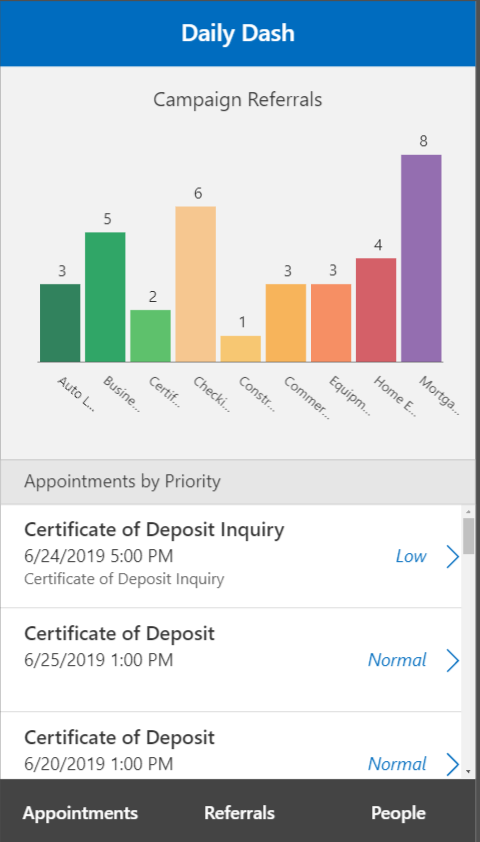 Daily Dash
Campaign Referrals
8
6
5
4
3
3
3
2
1
Auto L...
Busine...
Certif...
Checki...
Constr...
Commer...
Equipm...
Home E...
Mortga...
Appointments by Priority
Certificate of Deposit Inquiry
6/24/2019 5:00 PM Low
Certificate of Deposit Inquiry
Certificate of Deposit
6/25/2019 1:00 PM Normal
Certificate of Deposit
6/20/2019 1:00 PM Normal
Appointments Referrals People